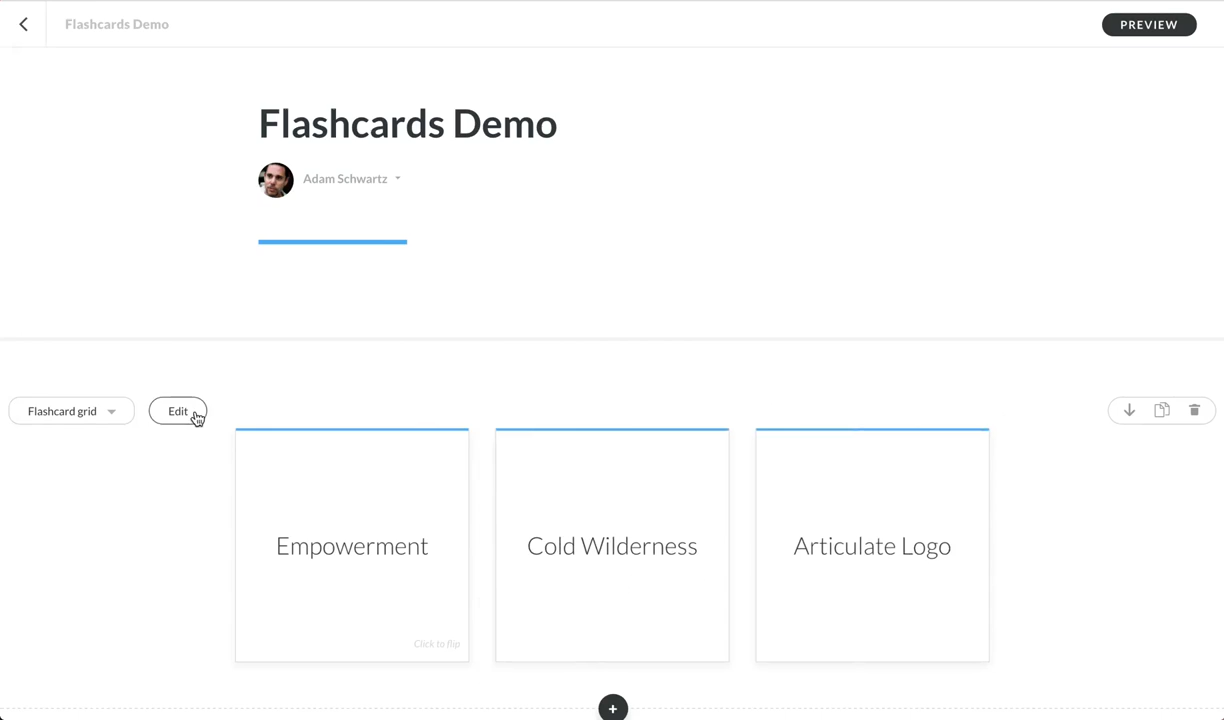 Flashcards Demo
PREVIEW
Flashcards Demo
Adam Schwartz
Flashcard grid
Edit
Empowerment
Cold Wilderness
Articulate Logo
Click to flip